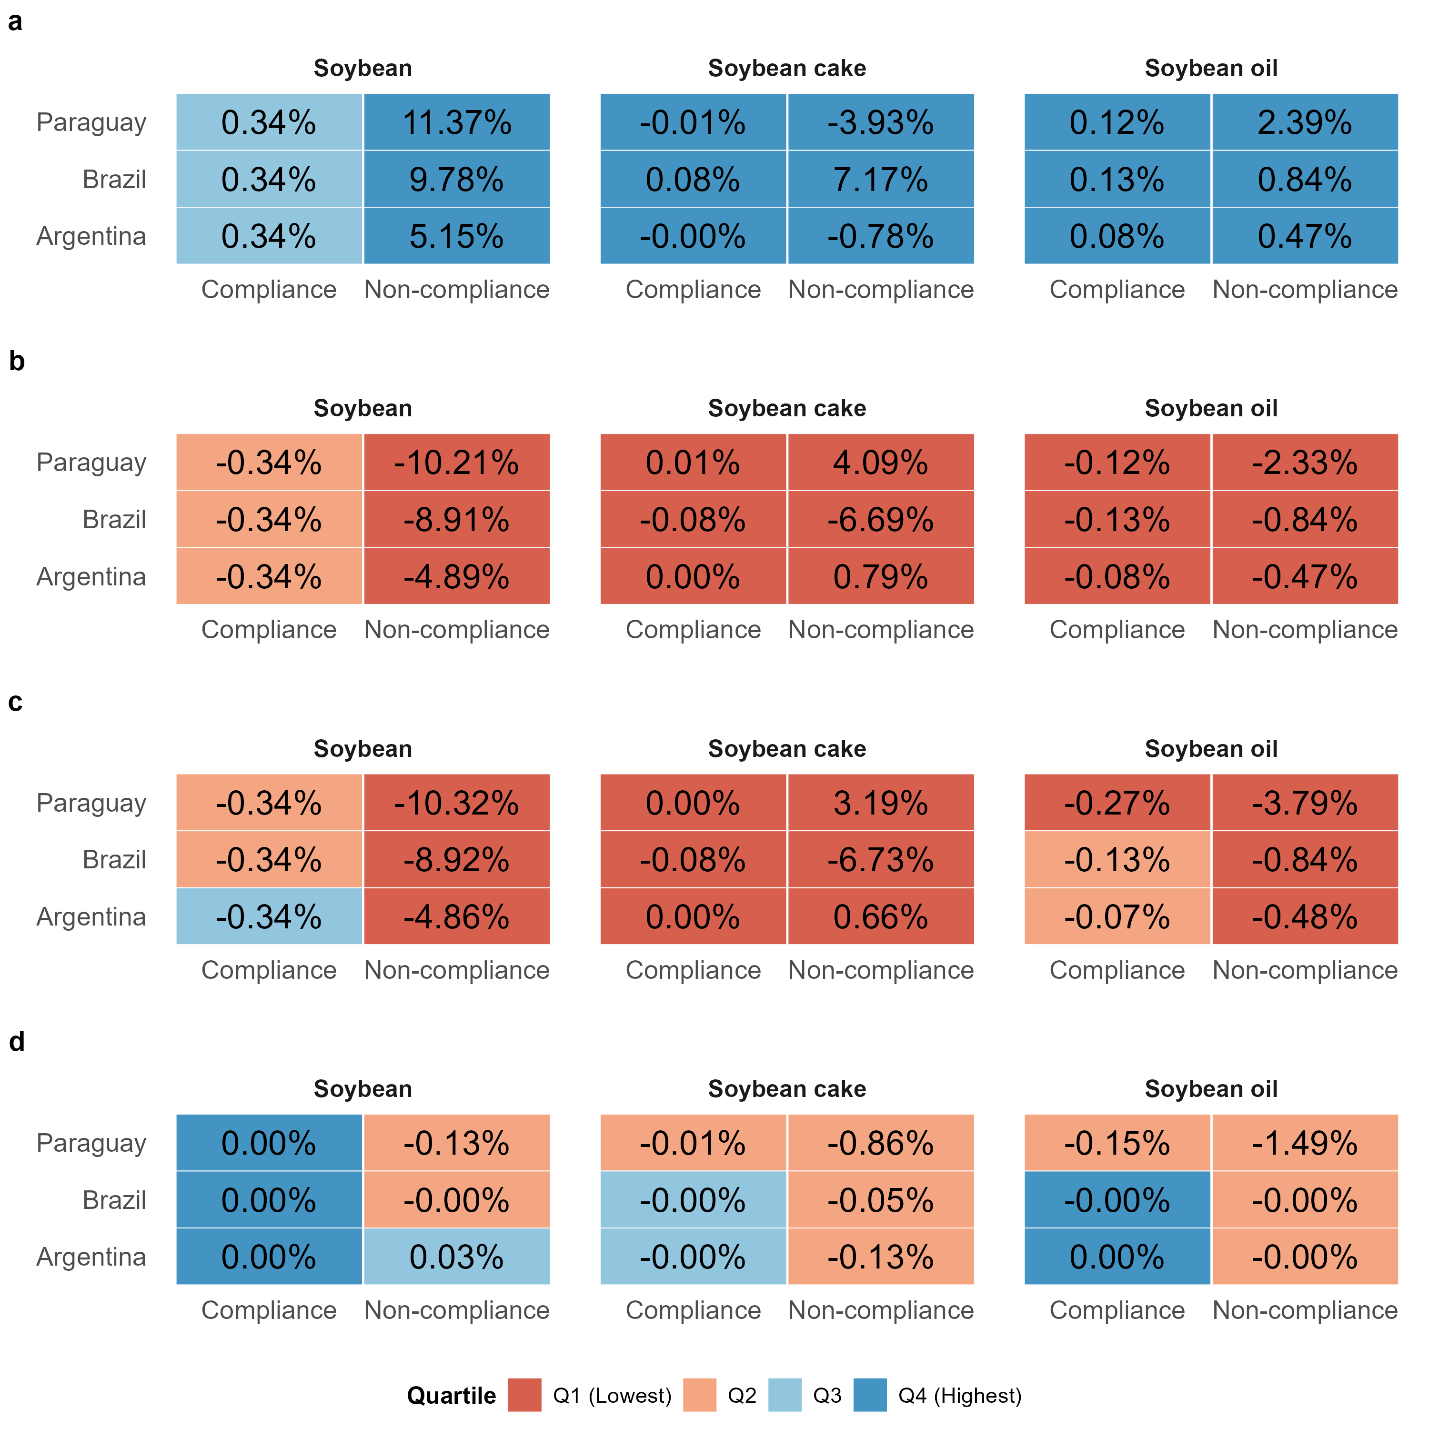 a
Soybean Soybean cake Soybean oil
Paraguay 0.34% 11.37% -0.01% -3.93% 0.12% 2.39%
Brazil 0.34% 9.78% 0.08% 7.17% 0.13% 0.84%
Argentina 0.34% 5.15% -0.00% -0.78% 0.08% 0.47%
Compliance Non-compliance Compliance Non-compliance Compliance Non-compliance
b
Soybean Soybean cake Soybean oil
Paraguay -0.34% -10.21% 0.01% 4.09% -0.12% -2.33%
Brazil -0.34% -8.91% -0.08% -6.69% -0.13% -0.84%
Argentina -0.34% -4.89% 0.00% 0.79% -0.08% -0.47%
Compliance Non-compliance Compliance Non-compliance Compliance Non-compliance
c
Soybean Soybean cake Soybean oil
Paraguay -0.34% -10.32% 0.00% 3.19% -0.27% -3.79%
Brazil -0.34% -8.92% -0.08% -6.73% -0.13% -0.84%
Argentina -0.34% -4.86% 0.00% 0.66% -0.07% -0.48%
Compliance Non-compliance Compliance Non-compliance Compliance Non-compliance
d
Soybean Soybean cake Soybean oil
Paraguay 0.00% -0.13% -0.01% -0.86% -0.15% -1.49%
Brazil 0.00% -0.00% -0.00% -0.05% -0.00% -0.00%
Argentina 0.00% 0.03% -0.00% -0.13% 0.00% -0.00%
Compliance Non-compliance Compliance Non-compliance Compliance Non-compliance
Quartile Q1 (Lowest) Q2 Q3 Q4 (Highest)